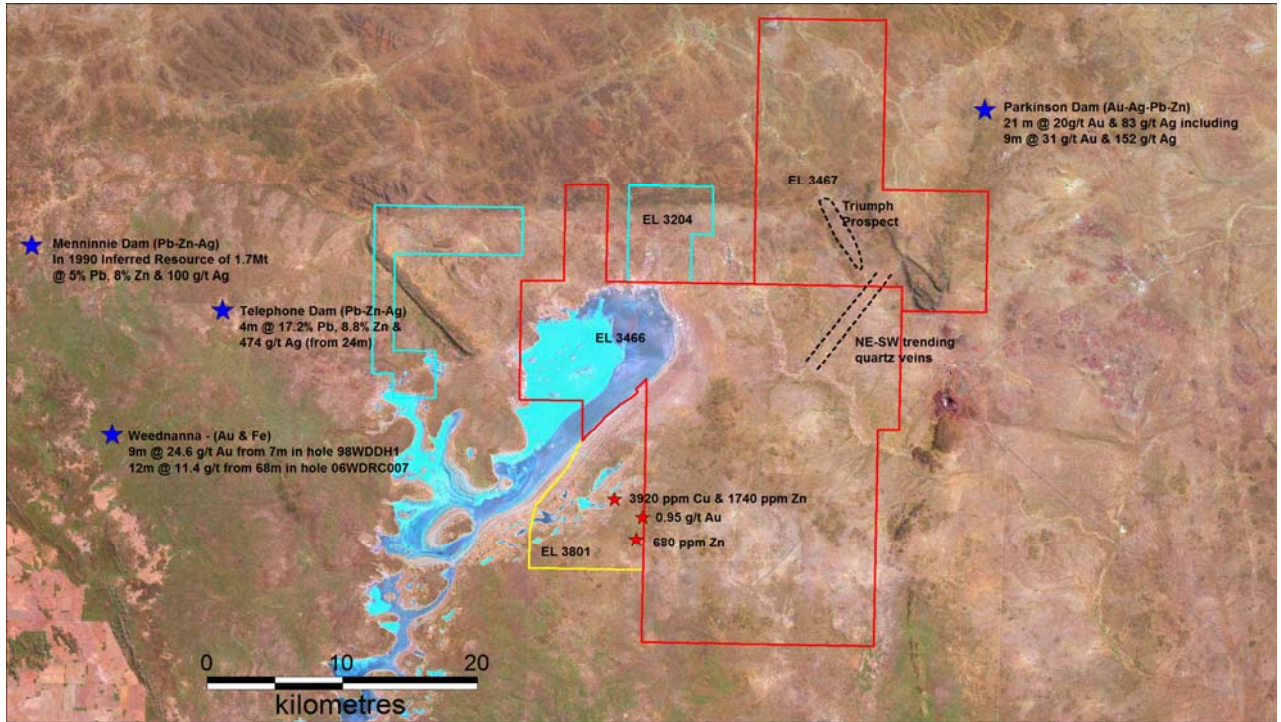 Parkinson Dam (Au-Ag-Pb-Zn)
21 m @ 20g/t Au & 83 g/t Ag including
9m @ 31 g/t Au & 152 g/t Ag
EL 3467
Triumph
Prospect
EL 3204
Menninnie Dam (Pb-Zn-Ag)
In 1990 Inferred Resource of 1.7Mt
@ 5% Pb, 8% Zn & 100 g/t Ag
Telephone Dam (Pb-Zn-Ag)
4m @ 17.2% Pb, 8.8% Zn &
474 g/t Ag (from 24m)
EL 3466
NE-SW trending
quartz veins
Weednanna - (Au & Fe)
9m @ 24.6 g/t Au from 7m in hole 98WDDH1
12m @ 11.4 g/t from 68m in hole 06WDRC007
3920 ppm Cu & 1740 ppm Zn
0.95 g/t Au
680 ppm Zn
EL 3801
0 10 20
kilometres